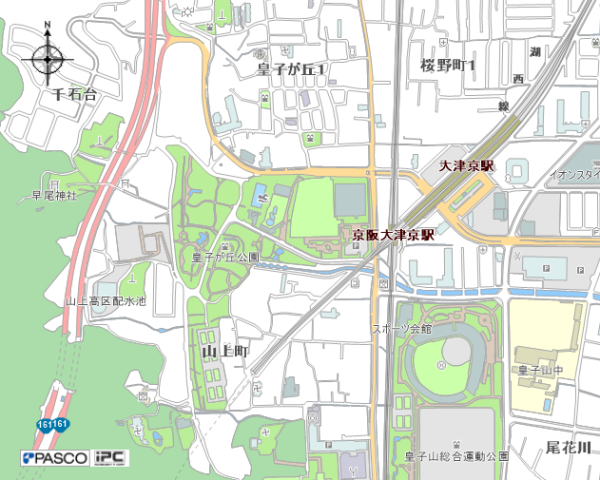 N
千石台
皇子が丘1
桜野町1
湖
西
線
大津京駅
イオンスタイ
早尾神社
京阪大津京駅
皇子が丘公園
山上高区配水池
スポーツ会館
山上町
皇子山中
161
161
皇子山総合運動公園
尾花川
PASCO
iPC
P
P
P
P